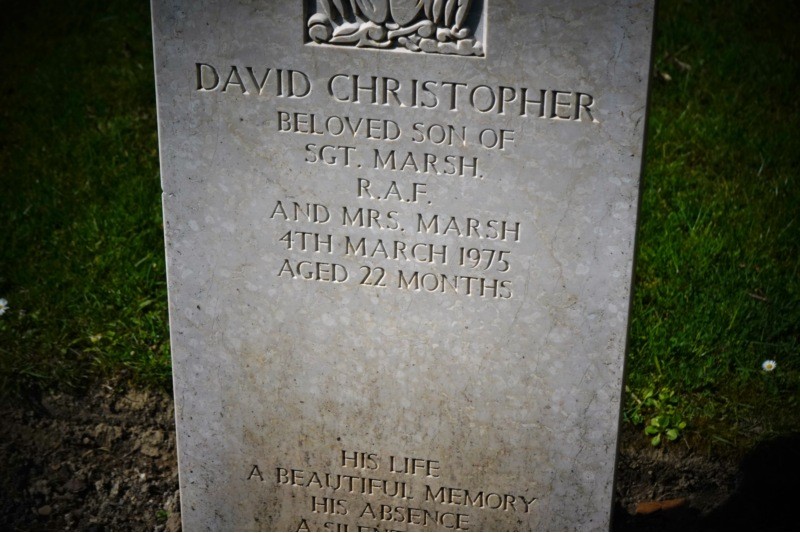 DAVID CHRISTOPHER
BELOVED SON OF
SGT. MARSH.
R.A.F.
AND MRS. MARSH
4TH MARCH 1975
AGED 22 MONTHS
HIS LIFE
A BEAUTIFUL MEMORY
HIS ABSENCE
A